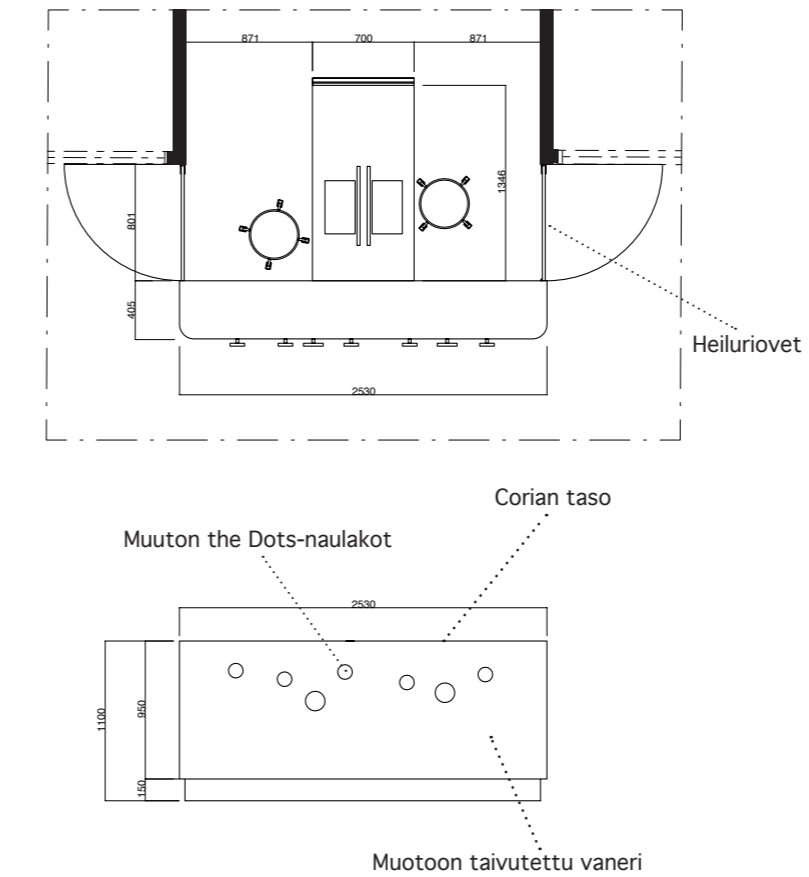 871 700 871
1346
801
405
Heiluriovet
2530
Corian taso
Muuton the Dots-naulakot
2530
950
1100
150
Muotoon taivutettu vaneri